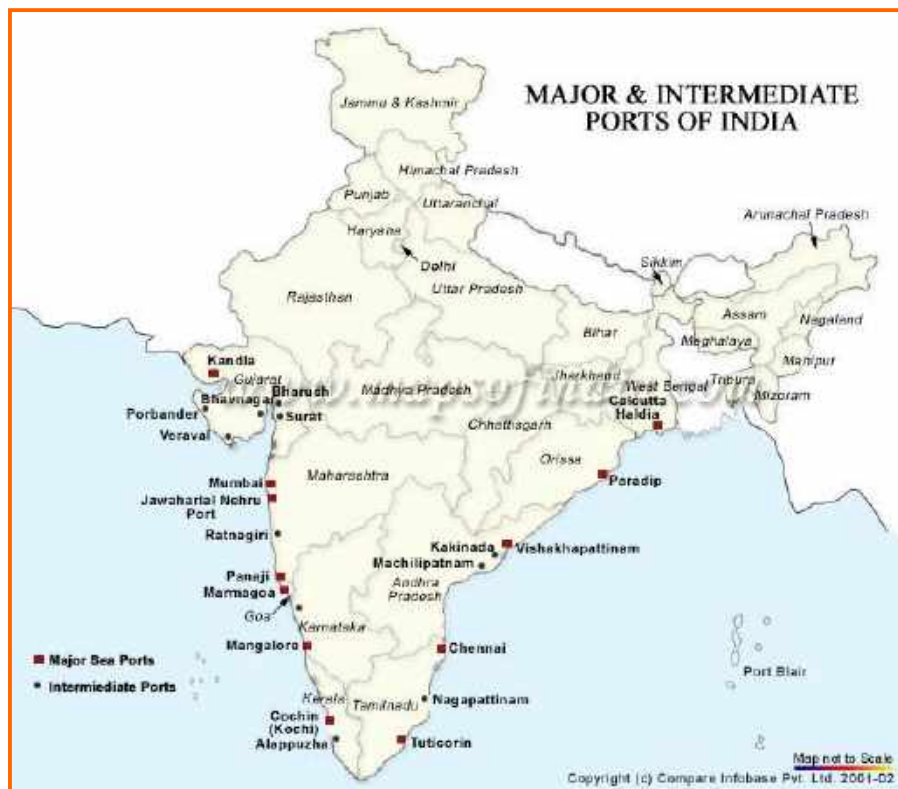 MAJOR & INTERMEDIATE
PORTS OF INDIA
Jammu & Kashmir
Himachal Pradesh
Punjab
Uttaranchal
Haryana
Delhi
Arunachal Pradesh
Sikkim
Uttar Pradesh
Rajasthan
Assam
Nagaland
Bihar
Meghalaya
Manipur
Kandla
Gujarat
Jharkhand
Tripura
West Bengal
Mizoram
Madhya Pradesh
Bharuch
Bhavnagar
Surat
Porbander
Calcutta
Haldia
Chhattisgarh
Veraval
Orissa
Maharashtra
Paradip
Mumbai
Jawaharlal Nehru
Port
Ratnagiri
Kakinada
Vishakhapattinam
Machilipatnam
Panaji
Marmagoa
Andhra
Pradesh
Goa
Karnataka
Mangalore
Chennai
Major Sea Ports
Intermiediate Ports
Port Blair
Kerala
Tamilnadu
Nagapattinam
Cochin
(Kochi)
Alappuzha
Tuticorin
Map not to Scale
Copyright (c) Compare Infobase Pvt. Ltd. 2001-02